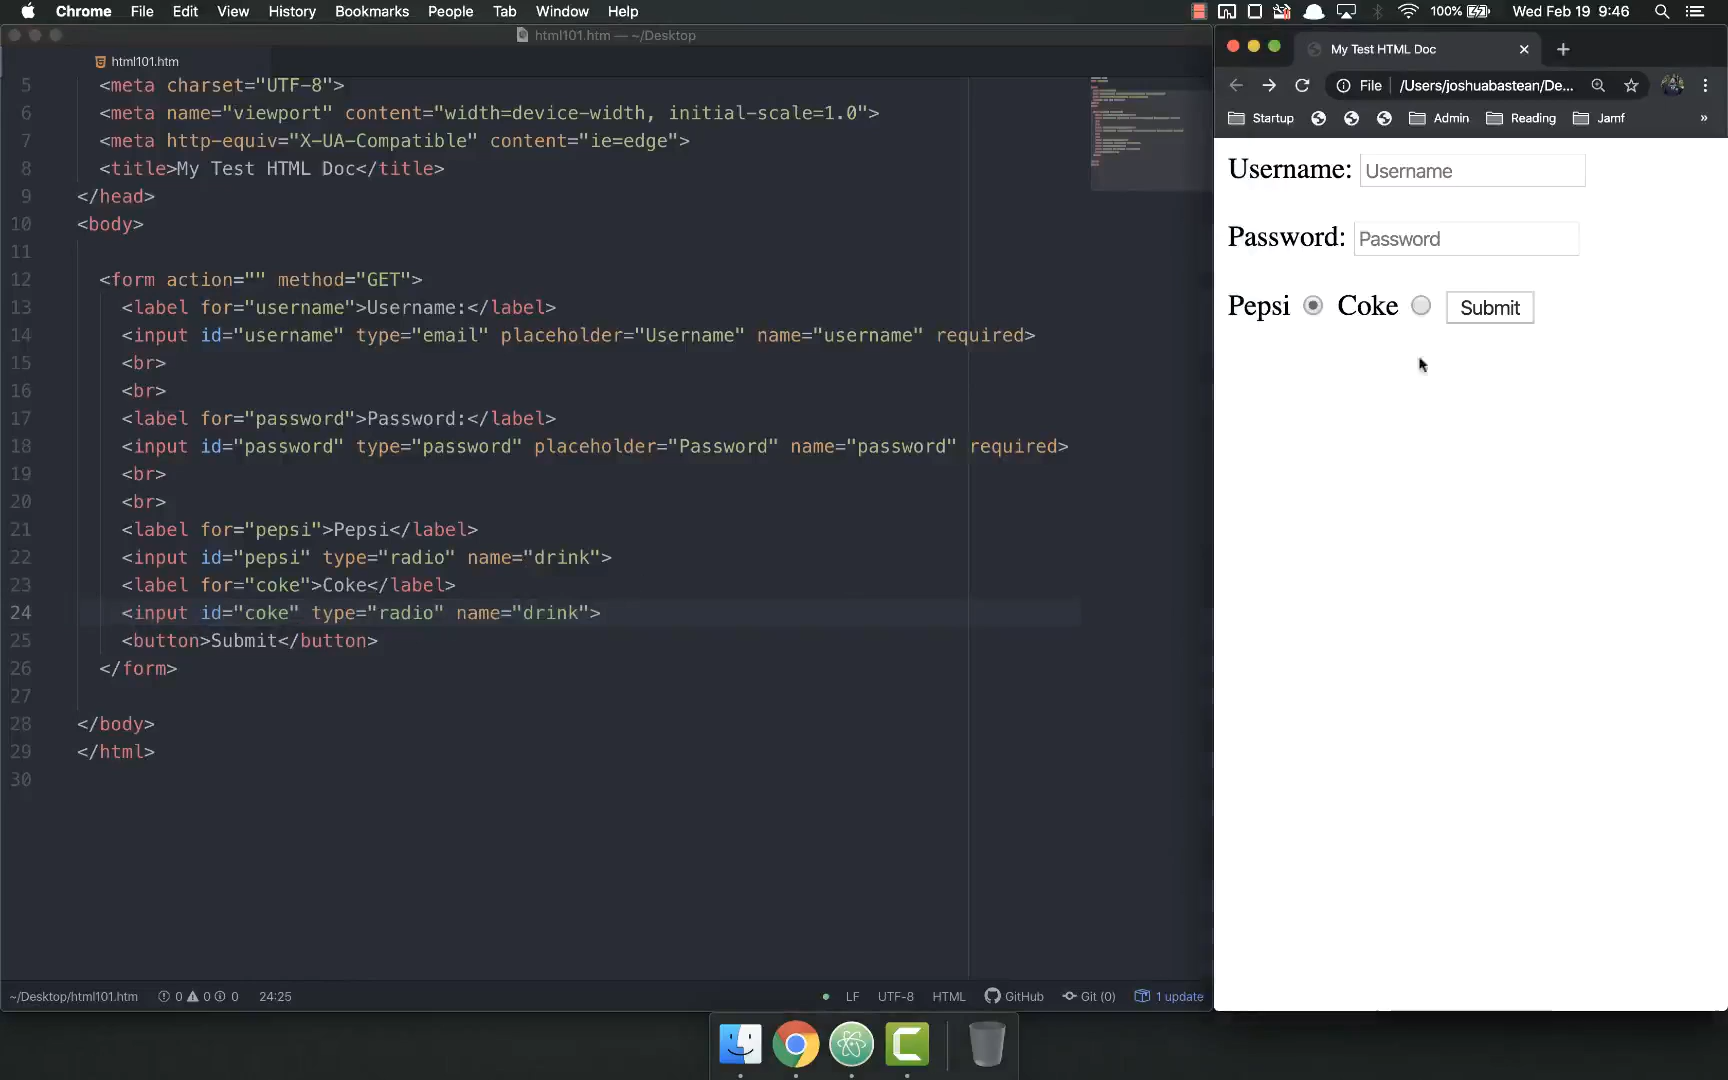 Chrome File Edit View History Bookmarks People Tab Window Help 100% Wed Feb 19 9:46
html101.htm — ~/Desktop
html101.htm
5 <meta charset="UTF-8">
6 <meta name="viewport" content="width=device-width, initial-scale=1.0">
7 <meta http-equiv="X-UA-Compatible" content="ie=edge">
8 <title>My Test HTML Doc</title>
9 </head>
10 <body>
11
12 <form action="" method="GET">
13 <label for="username">Username:</label>
14 <input id="username" type="email" placeholder="Username" name="username" required>
15 <br>
16 <br>
17 <label for="password">Password:</label>
18 <input id="password" type="password" placeholder="Password" name="password" required>
19 <br>
20 <br>
21 <label for="pepsi">Pepsi</label>
22 <input id="pepsi" type="radio" name="drink">
23 <label for="coke">Coke</label>
24 <input id="coke" type="radio" name="drink">
25 <button>Submit</button>
26 </form>
27
28 </body>
29 </html>
30
~/Desktop/html101.htm 0 0 0 24:25 LF UTF-8 HTML GitHub Git (0) 1 update
My Test HTML Doc
File /Users/joshuabastean/De...
Startup Admin Reading Jamf »
Username: Username
Password: Password
Pepsi Coke Submit